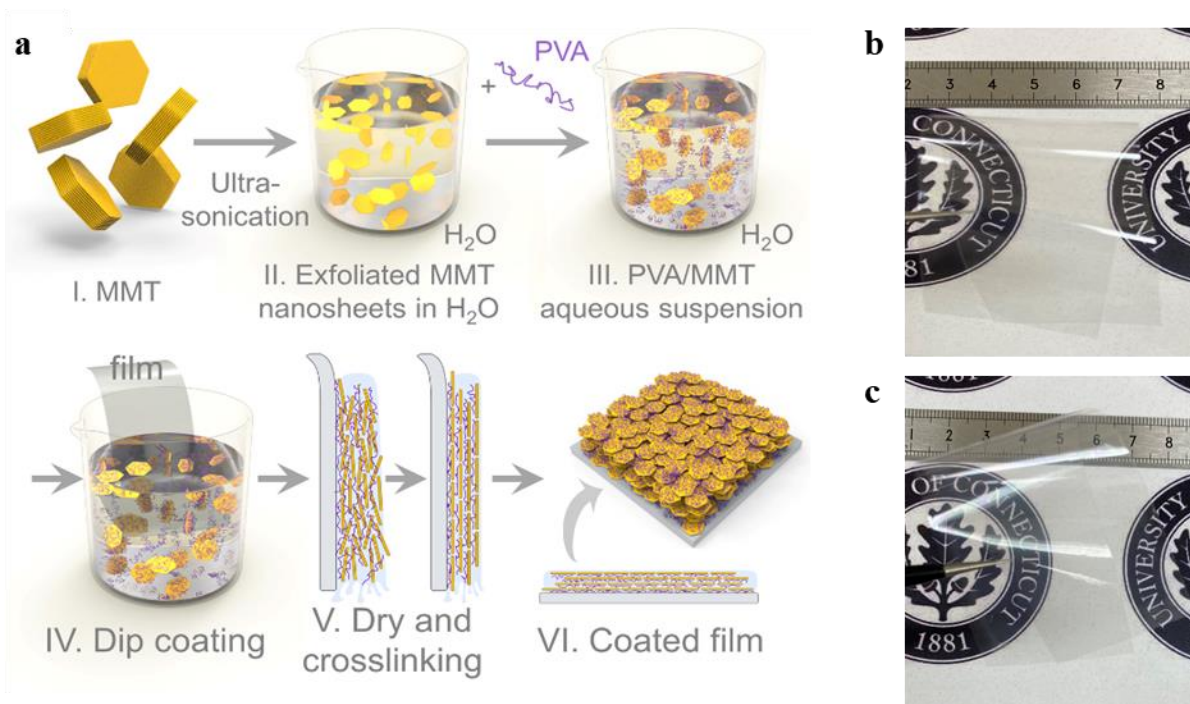 a
PVA
+
Ultra-
sonication
H₂O
H₂O
I. MMT
II. Exfoliated MMT
nanosheets in H₂O
III. PVA/MMT
aqueous suspension
film
IV. Dip coating
V. Dry and
crosslinking
VI. Coated film
b
2 3 4 5 6 7 8
CONNECTICUT
UNIVERSITY OF
81
c
1 2 3 4 5 6 7 8
OF CONNECTICUT
UNIVERSITY
1881